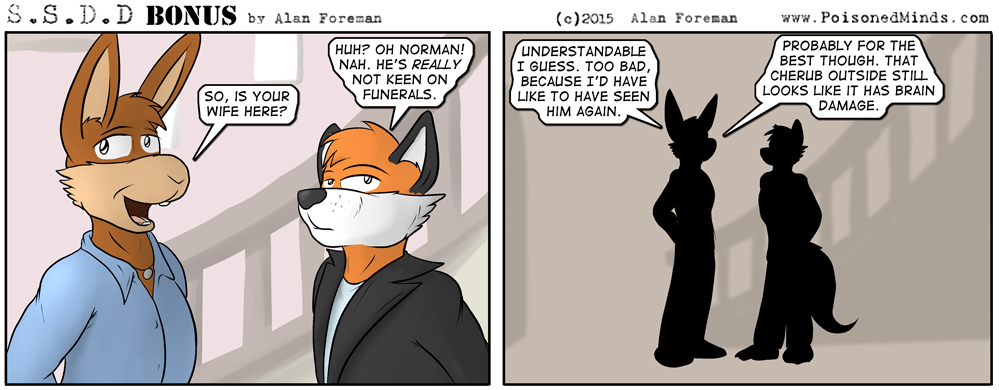 S.S.D.D BONUS by Alan Foreman (c)2015 Alan Foreman www.PoisonedMinds.com
SO, IS YOUR
WIFE HERE?
HUH? OH NORMAN!
NAH. HE'S REALLY
NOT KEEN ON
FUNERALS.
UNDERSTANDABLE
I GUESS. TOO BAD,
BECAUSE I'D HAVE
LIKE TO HAVE SEEN
HIM AGAIN.
PROBABLY FOR THE
BEST THOUGH. THAT
CHERUB OUTSIDE STILL
LOOKS LIKE IT HAS BRAIN
DAMAGE.